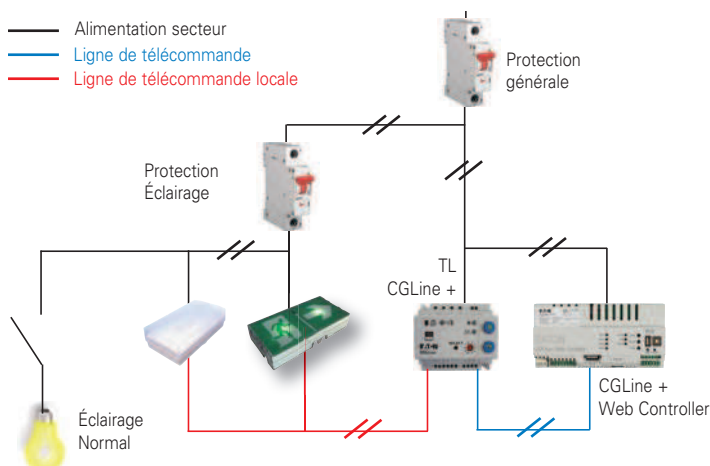 Alimentation secteur
Ligne de télécommande
Ligne de télécommande locale
Protection
générale
Protection
Éclairage
TL
CGLine +
CGLine +
Web Controller
Éclairage
Normal